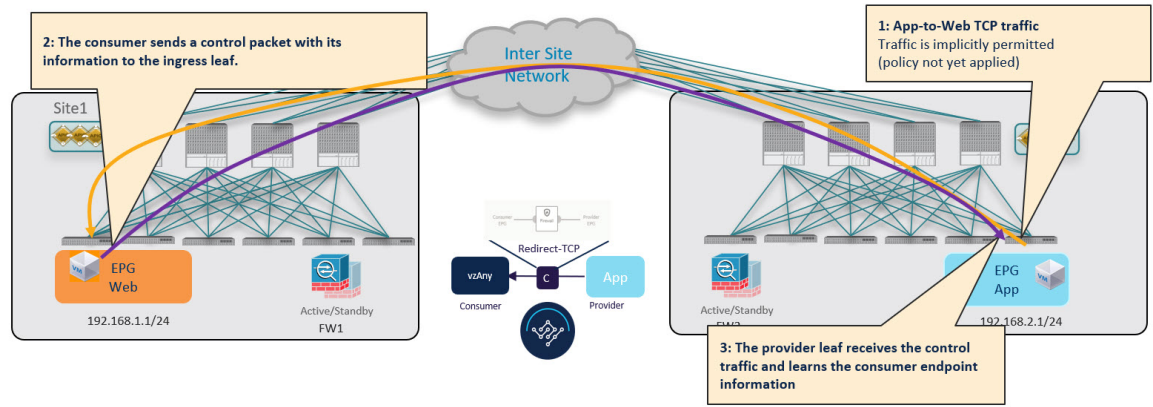 2: The consumer sends a control packet with its
information to the ingress leaf.
1: App-to-Web TCP traffic
Traffic is implicitly permitted
(policy not yet applied)
Inter Site
Network
Site1
Consumer
EPG
Firewall
Provider
EPG
Redirect-TCP
vzAny
C
App
Consumer
Provider
VM
EPG
Web
192.168.1.1/24
Active/Standby
FW1
Active/Standby
EPG
App
VM
192.168.2.1/24
3: The provider leaf receives the control
traffic and learns the consumer endpoint
information